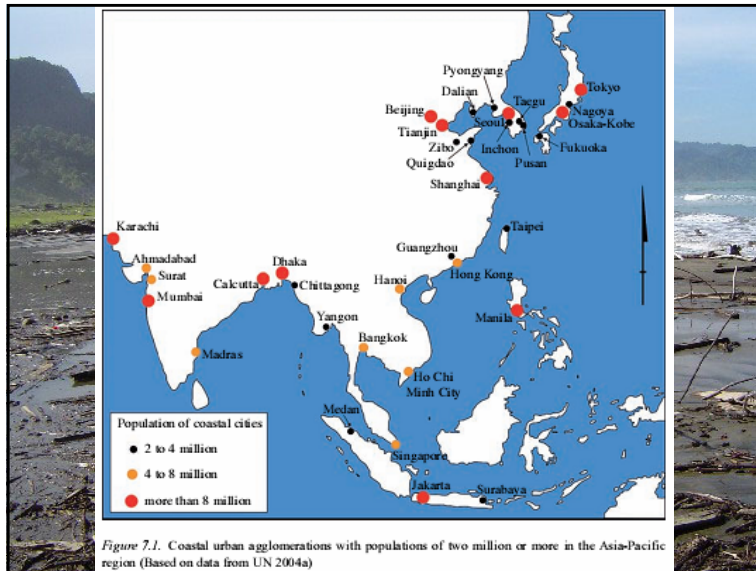 Pyongyang
Dalian
Taegu
Tokyo
Beijing
Nagoya
Tianjin
Seoul
Osaka-Kobe
Zibo
Inchon
Fukuoka
Quigdao
Pusan
Shanghai
Karachi
Taipei
Ahmadabad
Dhaka
Guangzhou
Surat
Calcutta
Chittagong
Hanoi
Hong Kong
Mumbai
Yangon
Manila
Bangkok
Madras
Ho Chi
Minh City
Medan
Singapore
Jakarta
Surabaya
Population of coastal cities
2 to 4 million
4 to 8 million
more than 8 million
Figure 7.1. Coastal urban agglomerations with populations of two million or more in the Asia-Pacific
region (Based on data from UN 2004a)